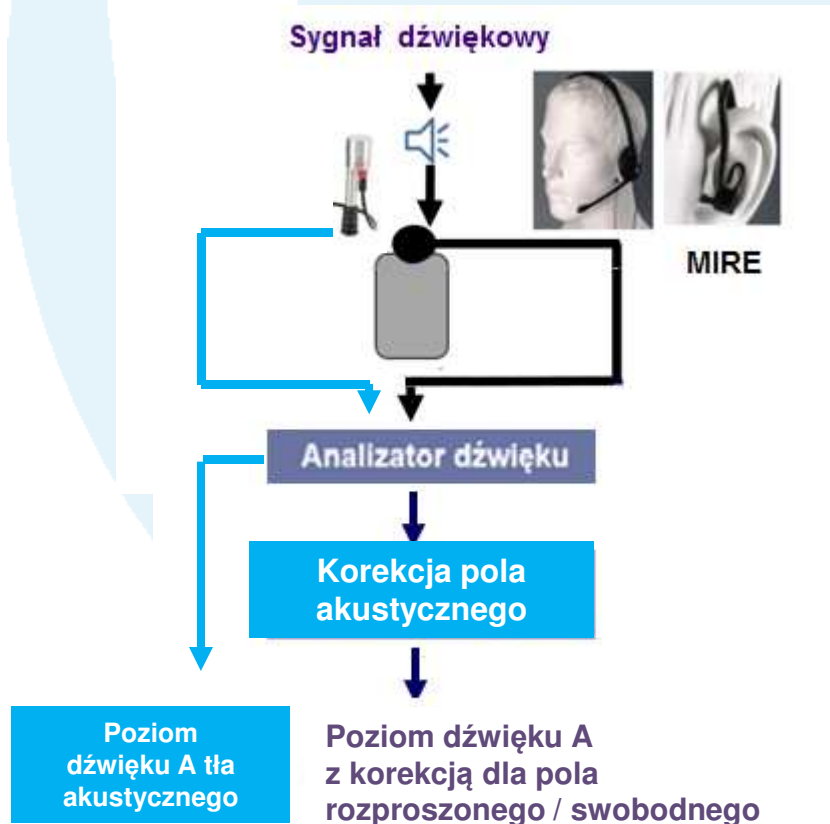 Sygnał dźwiękowy
MIRE
Analizator dźwięku
Korekcja pola
akustycznego
Poziom
dźwięku A tła
akustycznego
Poziom dźwięku A
z korekcją dla pola
rozproszonego / swobodnego